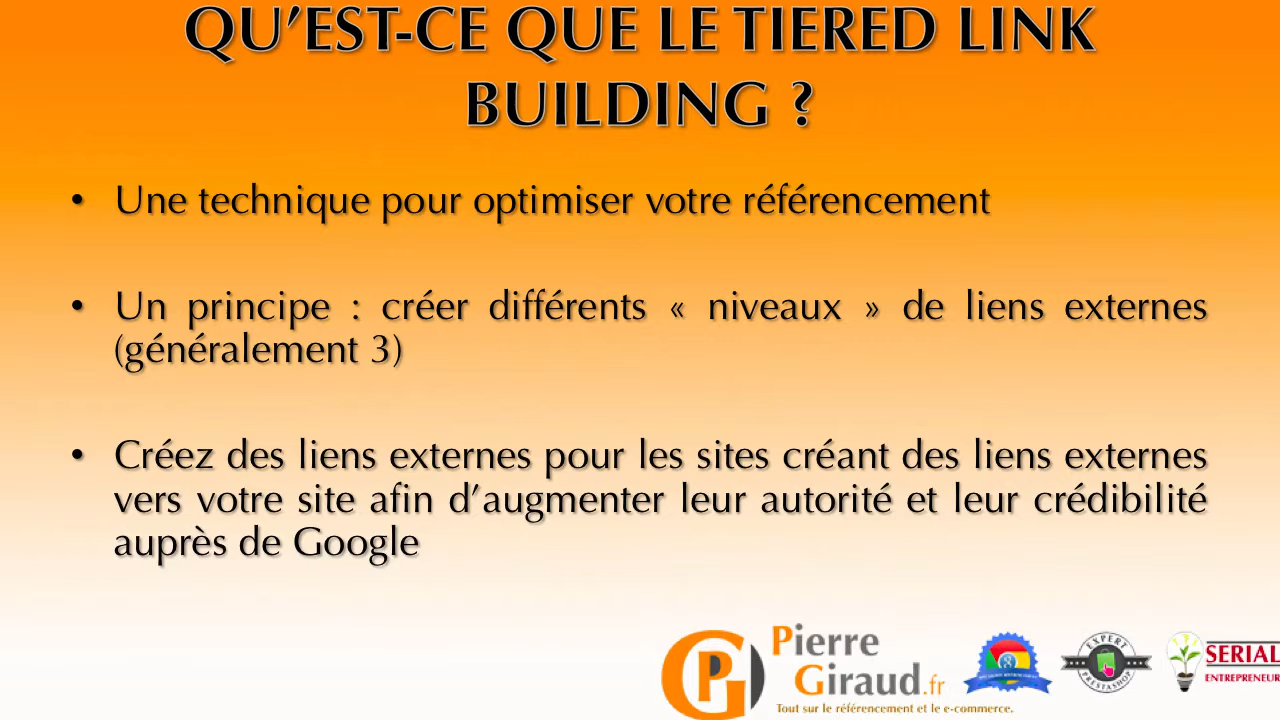 QU'EST-CE QUE LE TIERED LINK
BUILDING ?
• Une technique pour optimiser votre référencement
• Un principe : créer différents « niveaux » de liens externes
(généralement 3)
• Créez des liens externes pour les sites créant des liens externes
vers votre site afin d'augmenter leur autorité et leur crédibilité
auprès de Google
PG
Pierre
Giraud.fr
Tout sur le référencement et le e-commerce.
EXPERT
PRESTASHOP
SERIAL
ENTREPRENEUR